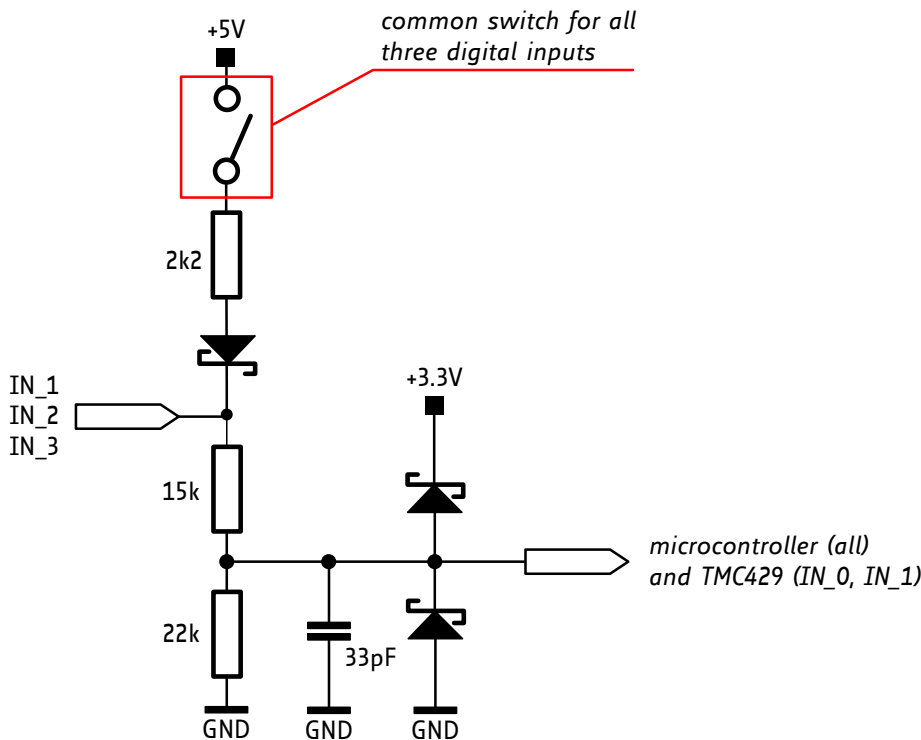 common switch for all
three digital inputs
+5V
2k2
IN_1
IN_2
IN_3
+3.3V
15k
microcontroller (all)
and TMC429 (IN_0, IN_1)
22k
33pF
GND
GND
GND